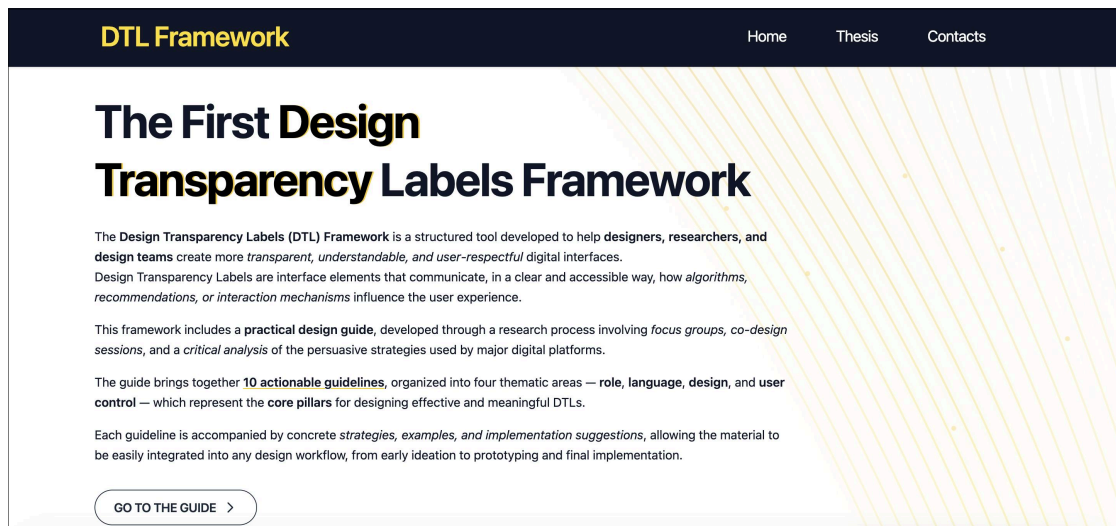 DTL Framework
Home
Thesis
Contacts
The First Design
Transparency Labels Framework
The Design Transparency Labels (DTL) Framework is a structured tool developed to help designers, researchers, and
design teams create more transparent, understandable, and user-respectful digital interfaces.
Design Transparency Labels are interface elements that communicate, in a clear and accessible way, how algorithms,
recommendations, or interaction mechanisms influence the user experience.
This framework includes a practical design guide, developed through a research process involving focus groups, co-design
sessions, and a critical analysis of the persuasive strategies used by major digital platforms.
The guide brings together 10 actionable guidelines, organized into four thematic areas — role, language, design, and user
control — which represent the core pillars for designing effective and meaningful DTLs.
Each guideline is accompanied by concrete strategies, examples, and implementation suggestions, allowing the material to
be easily integrated into any design workflow, from early ideation to prototyping and final implementation.
GO TO THE GUIDE